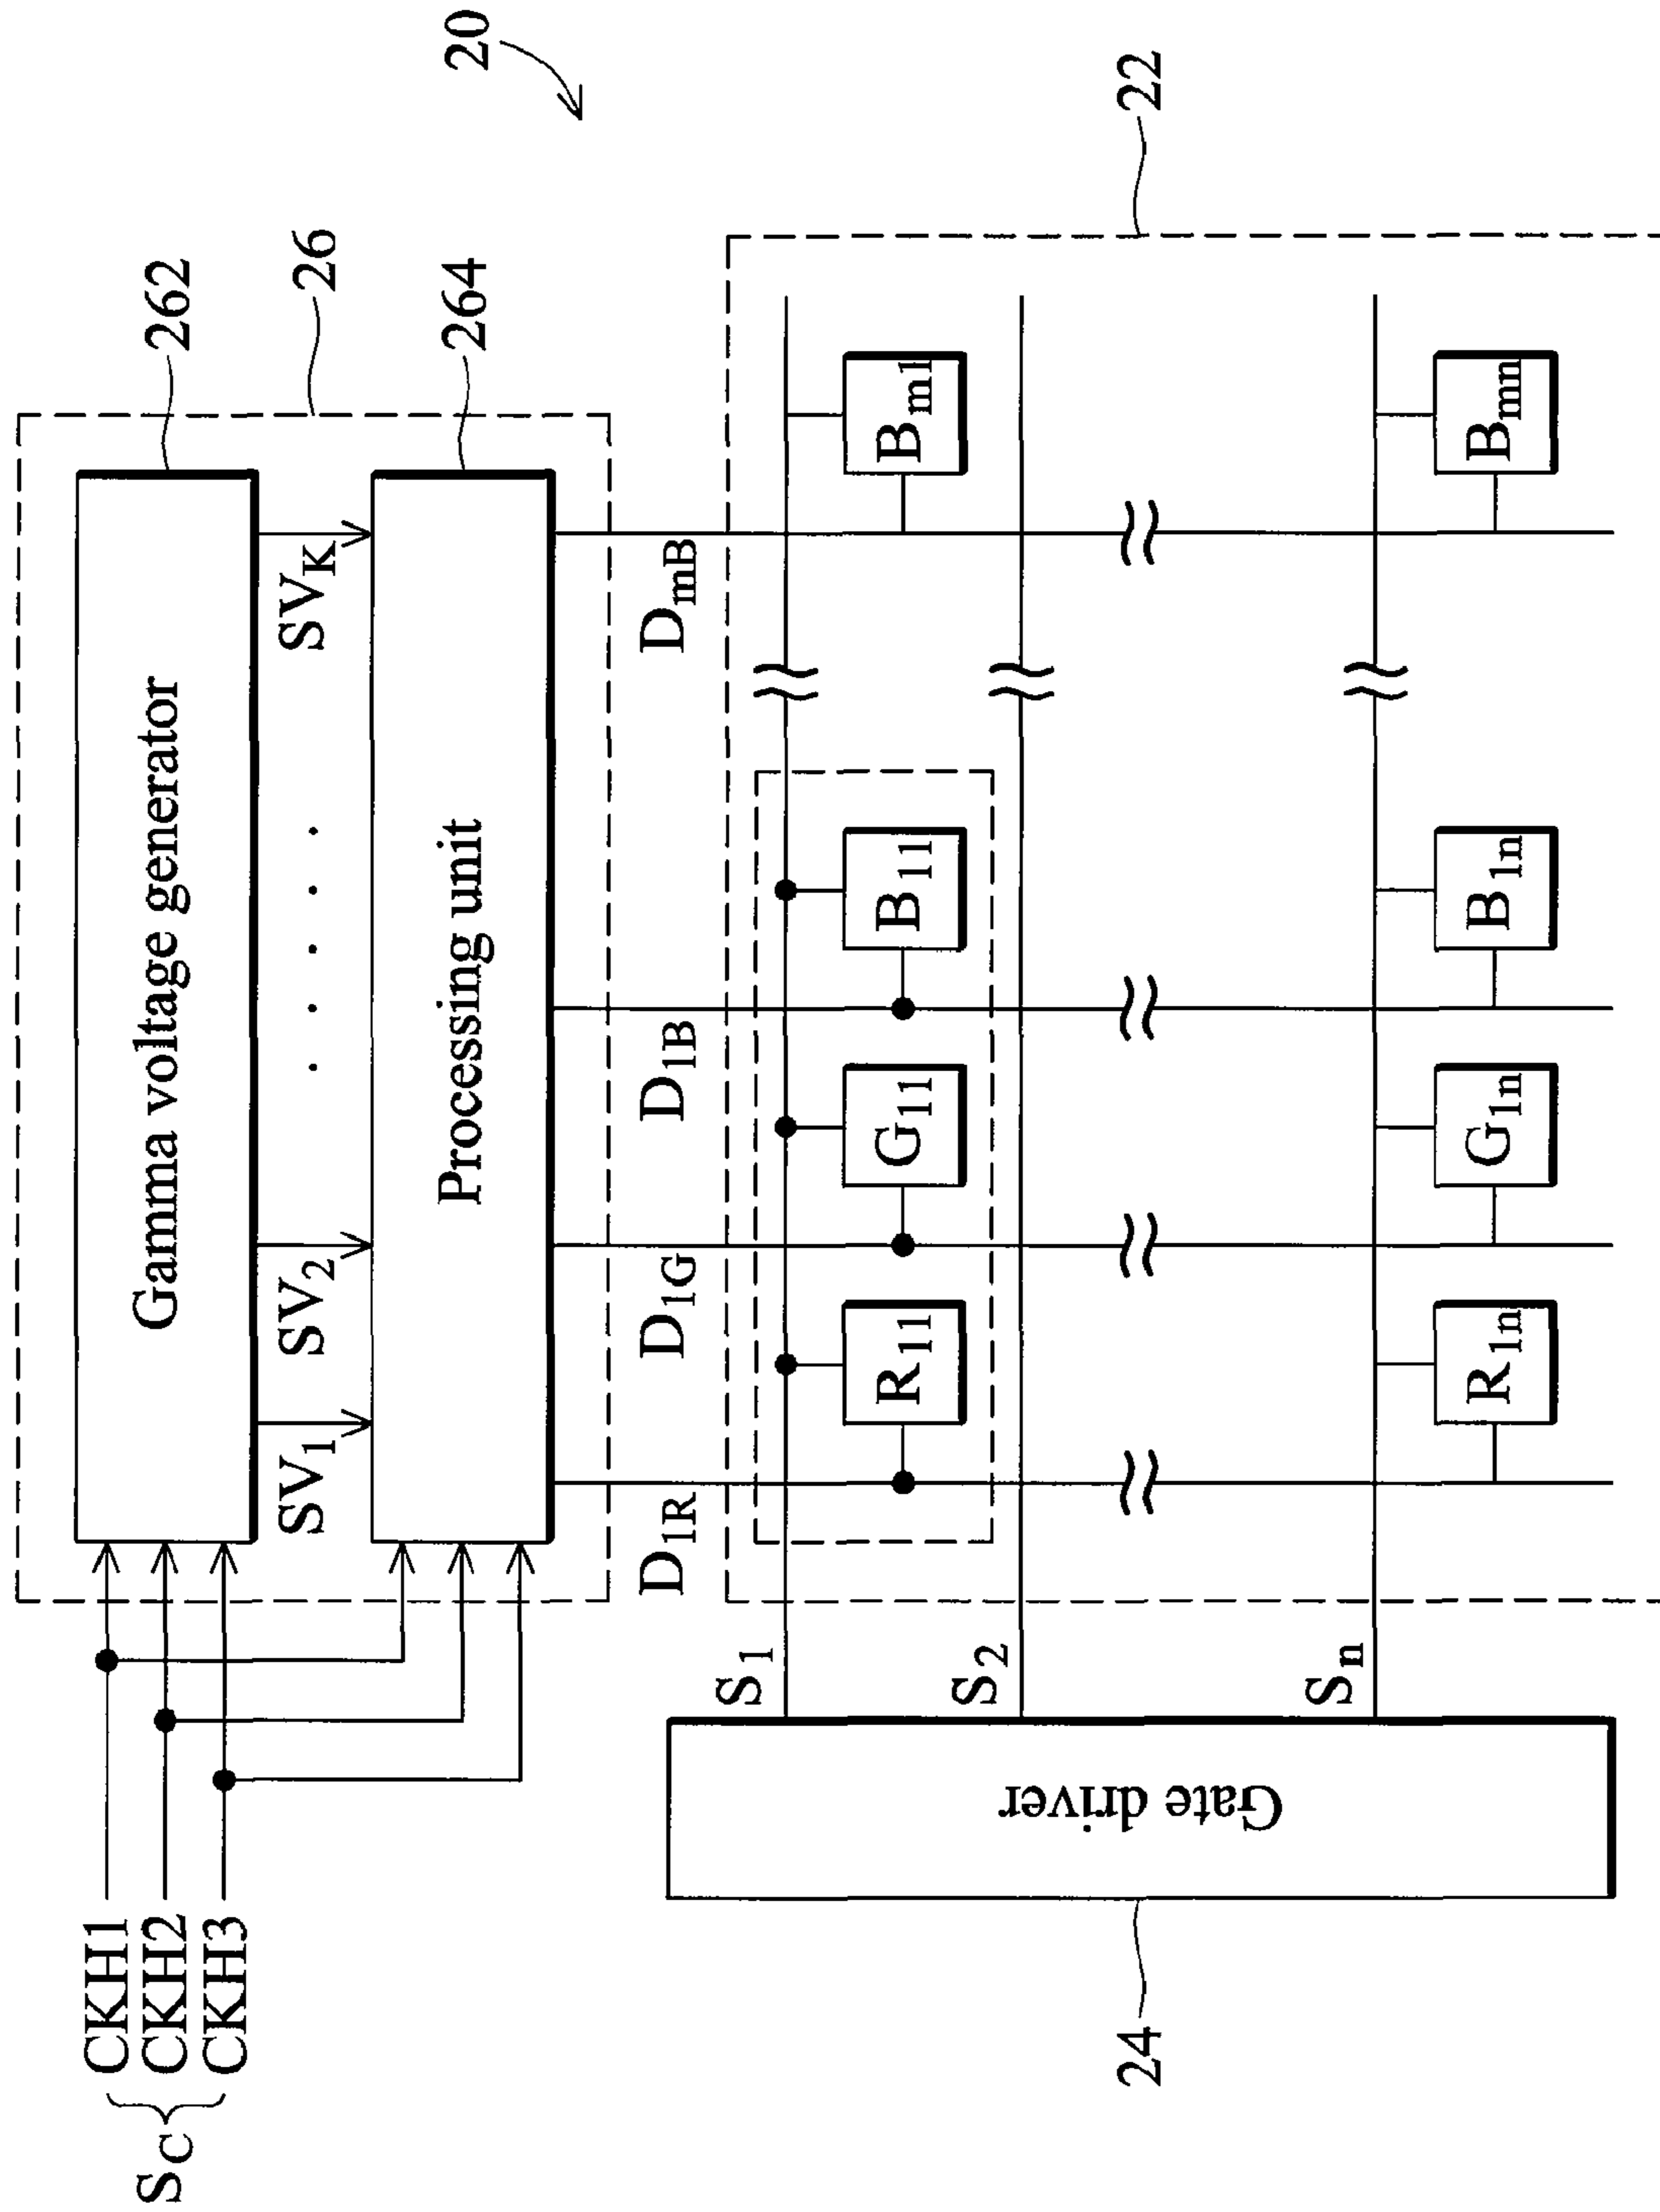 20
262
26
264
Gamma voltage generator
CKH1
CKH2
CKH3
SC
SV1
SV2
SVK
Processing unit
D1R
D1G
D1B
DmB
22
S1
S2
Sn
R11
G11
B11
Bm1
R1n
G1n
B1n
Bmn
Gate driver
24